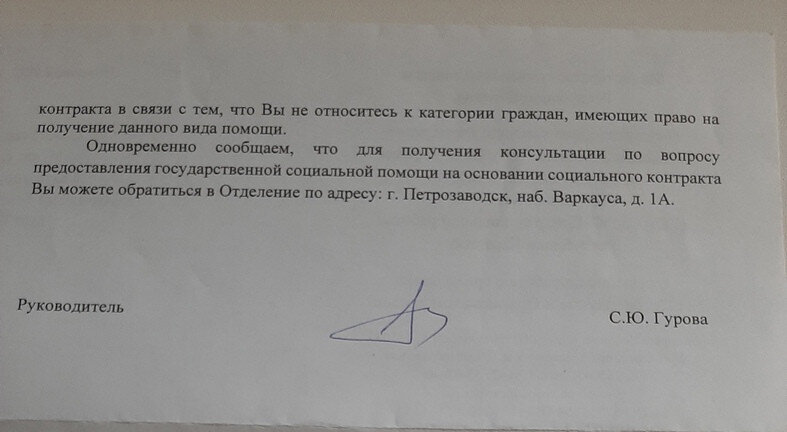 контракта в связи с тем, что Вы не относитесь к категории граждан, имеющих право на
получение данного вида помощи.
Одновременно сообщаем, что для получения консультации по вопросу
предоставления государственной социальной помощи на основании социального контракта
Вы можете обратиться в Отделение по адресу: г. Петрозаводск, наб. Варкауса, д. 1А.
Руководитель
С.Ю. Гурова